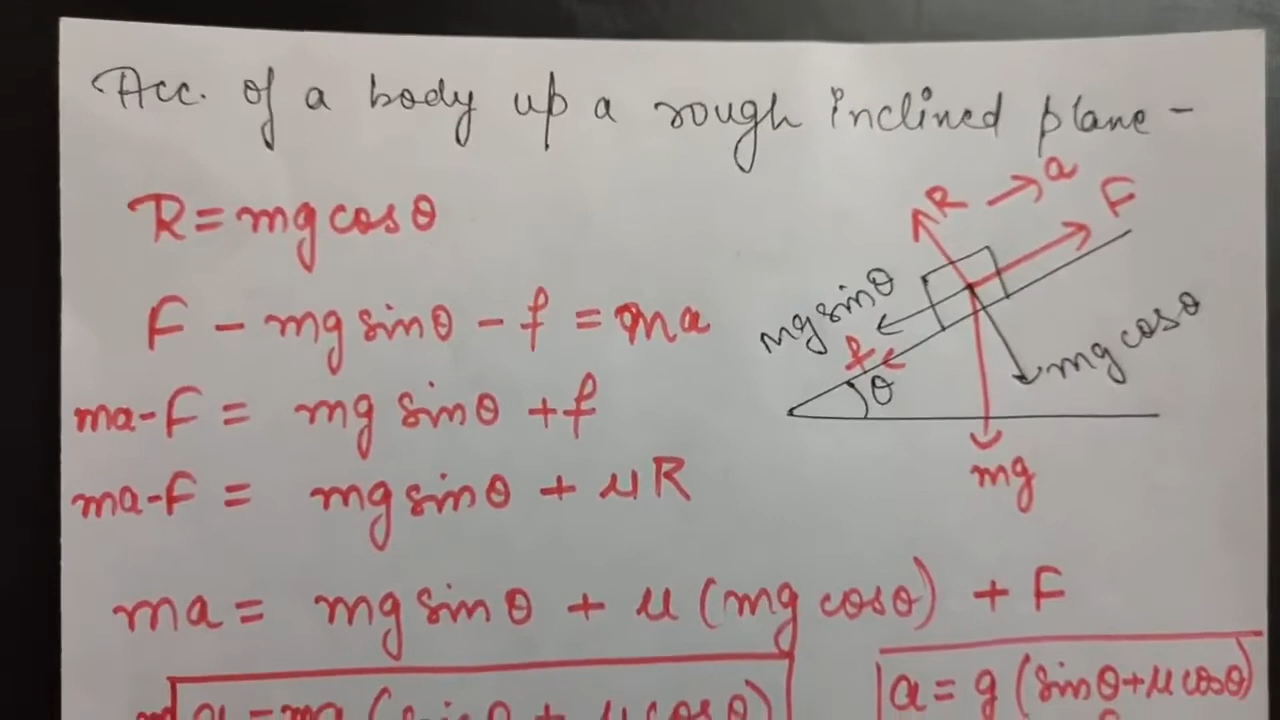 Acc. of a body up a rough inclined plane -
R = mg cosθ
F - mg sinθ - f = ma
ma-F = mg sinθ + f
ma-F = mg sinθ + μR
ma = mg sinθ + μ (mg cosθ) + F
a = g (sinθ+μ cosθ)
R
a
F
mg sinθ
f
θ
mg cosθ
mg